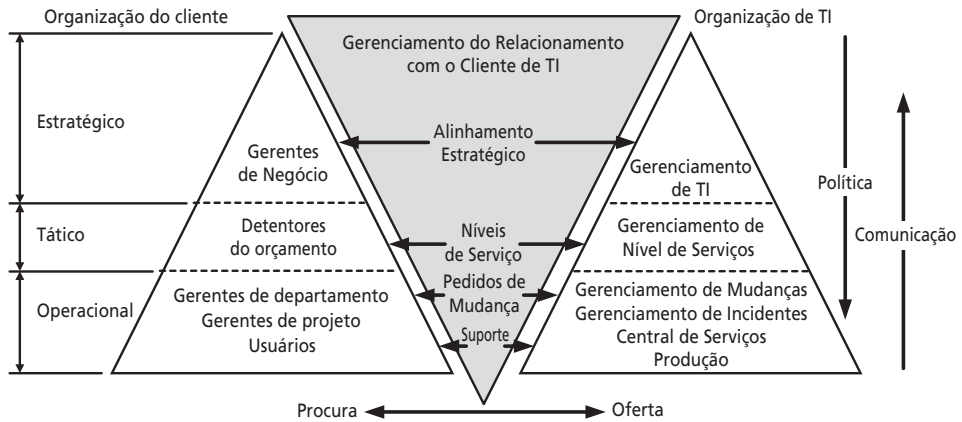 Organização do cliente
Organização de TI
Gerenciamento do Relacionamento
com o Cliente de TI
Estratégico
Alinhamento
Estratégico
Gerentes
de Negócio
Gerenciamento
de TI
Política
Comunicação
Tático
Detentores
do orçamento
Níveis
de Serviço
Gerenciamento de
Nível de Serviços
Operacional
Gerentes de departamento
Gerentes de projeto
Usuários
Pedidos de
Mudança
Suporte
Gerenciamento de Mudanças
Gerenciamento de Incidentes
Central de Serviços
Produção
Procura
Oferta